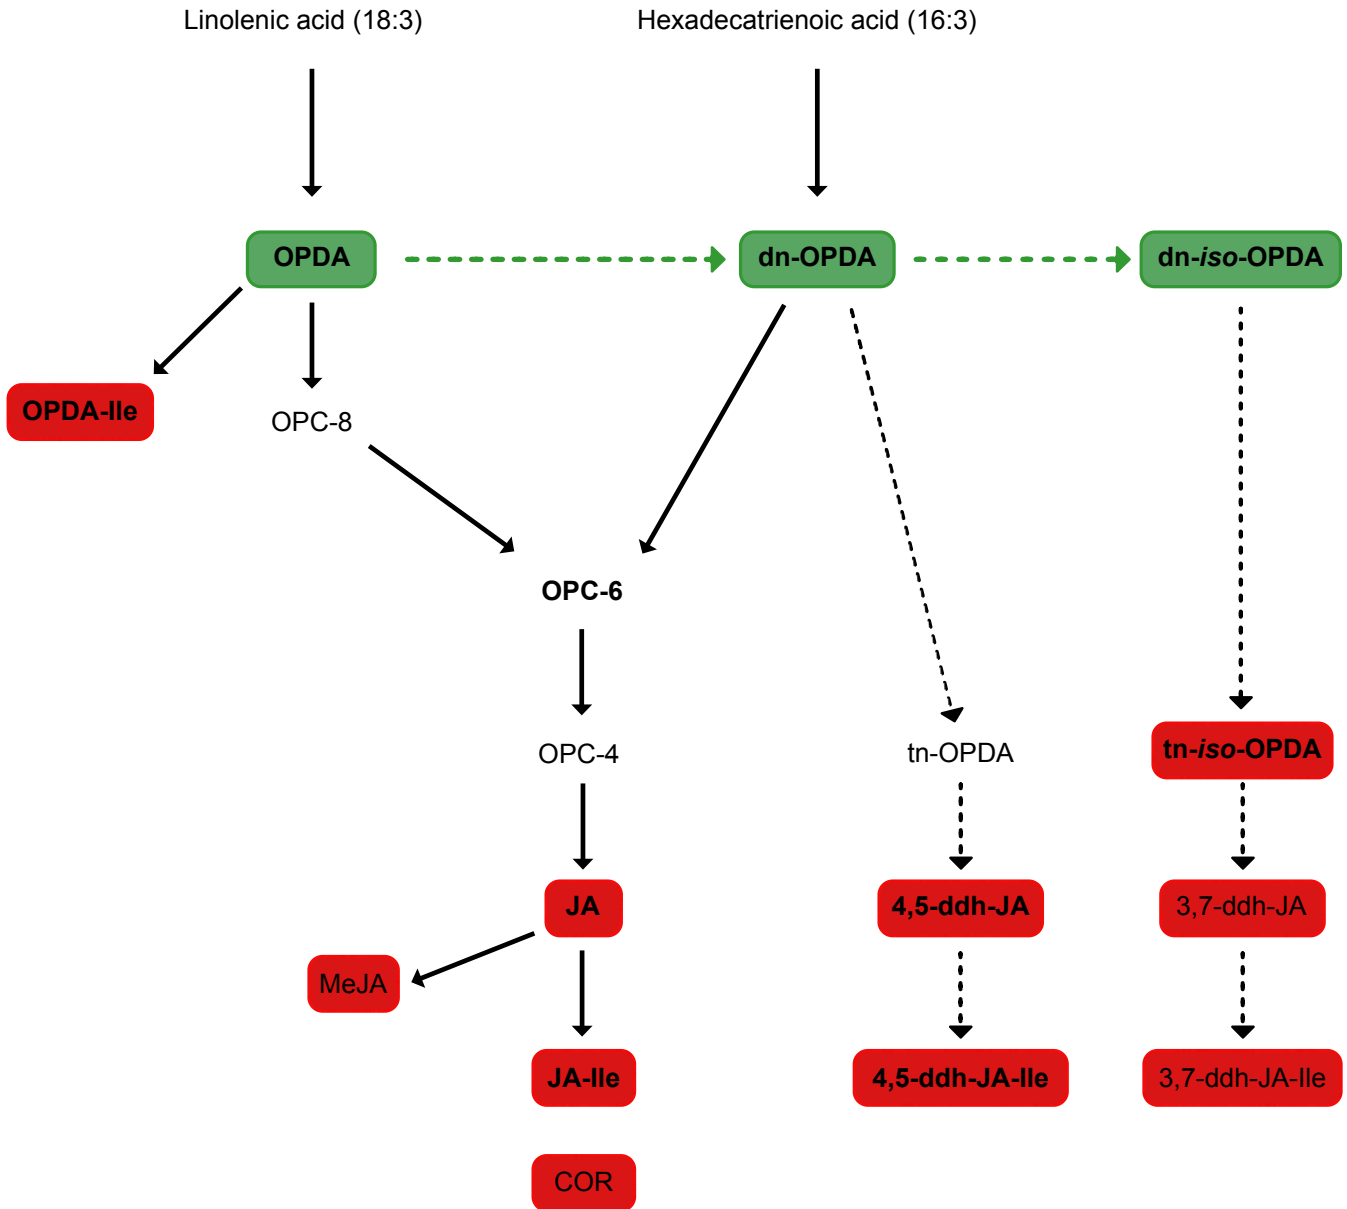 Linolenic acid (18:3)
Hexadecatrienoic acid (16:3)
OPDA
dn-OPDA
dn-iso-OPDA
OPDA-Ile
OPC-8
OPC-6
OPC-4
tn-OPDA
tn-iso-OPDA
JA
4,5-ddh-JA
3,7-ddh-JA
MeJA
JA-Ile
4,5-ddh-JA-Ile
3,7-ddh-JA-Ile
COR